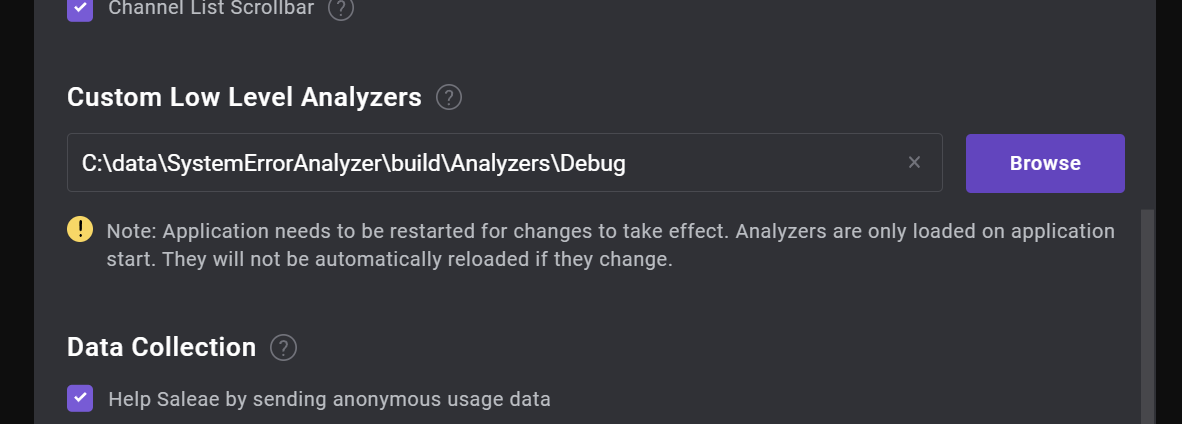 Channel List Scrollbar ?
Custom Low Level Analyzers ?
C:\data\SystemErrorAnalyzer\build\Analyzers\Debug
Browse
Note: Application needs to be restarted for changes to take effect. Analyzers are only loaded on application
start. They will not be automatically reloaded if they change.
Data Collection ?
Help Saleae by sending anonymous usage data